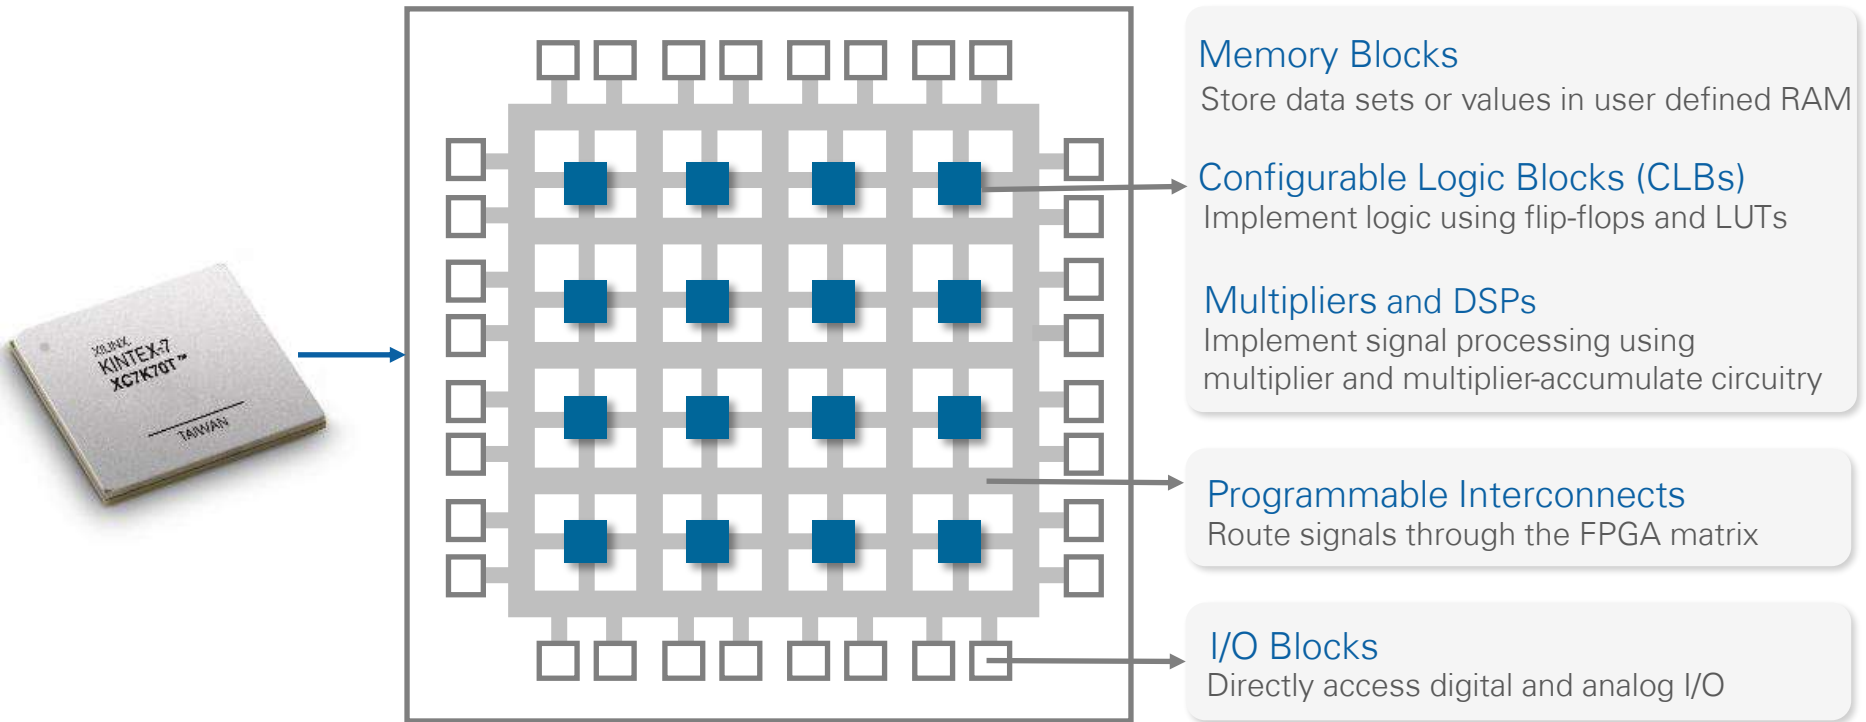 XILINX
KINTEX-7
XC7K70T™
TAIWAN
Memory Blocks
Store data sets or values in user defined RAM
Configurable Logic Blocks (CLBs)
Implement logic using flip-flops and LUTs
Multipliers and DSPs
Implement signal processing using
multiplier and multiplier-accumulate circuitry
Programmable Interconnects
Route signals through the FPGA matrix
I/O Blocks
Directly access digital and analog I/O